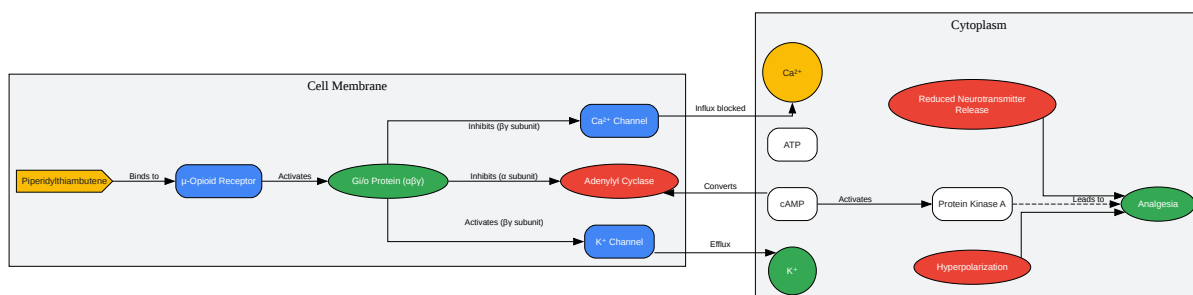 Cytoplasm
Cell Membrane
Ca²⁺
Reduced Neurotransmitter
Release
Influx blocked
Ca²⁺ Channel
Inhibits (βγ subunit)
ATP
Piperidylthiambutene
Binds to
μ-Opioid Receptor
Activates
Gi/o Protein (αβγ)
Inhibits (α subunit)
Adenylyl Cyclase
Converts
cAMP
Activates
Protein Kinase A
Leads to
Analgesia
Activates (βγ subunit)
K⁺ Channel
Efflux
K⁺
Hyperpolarization